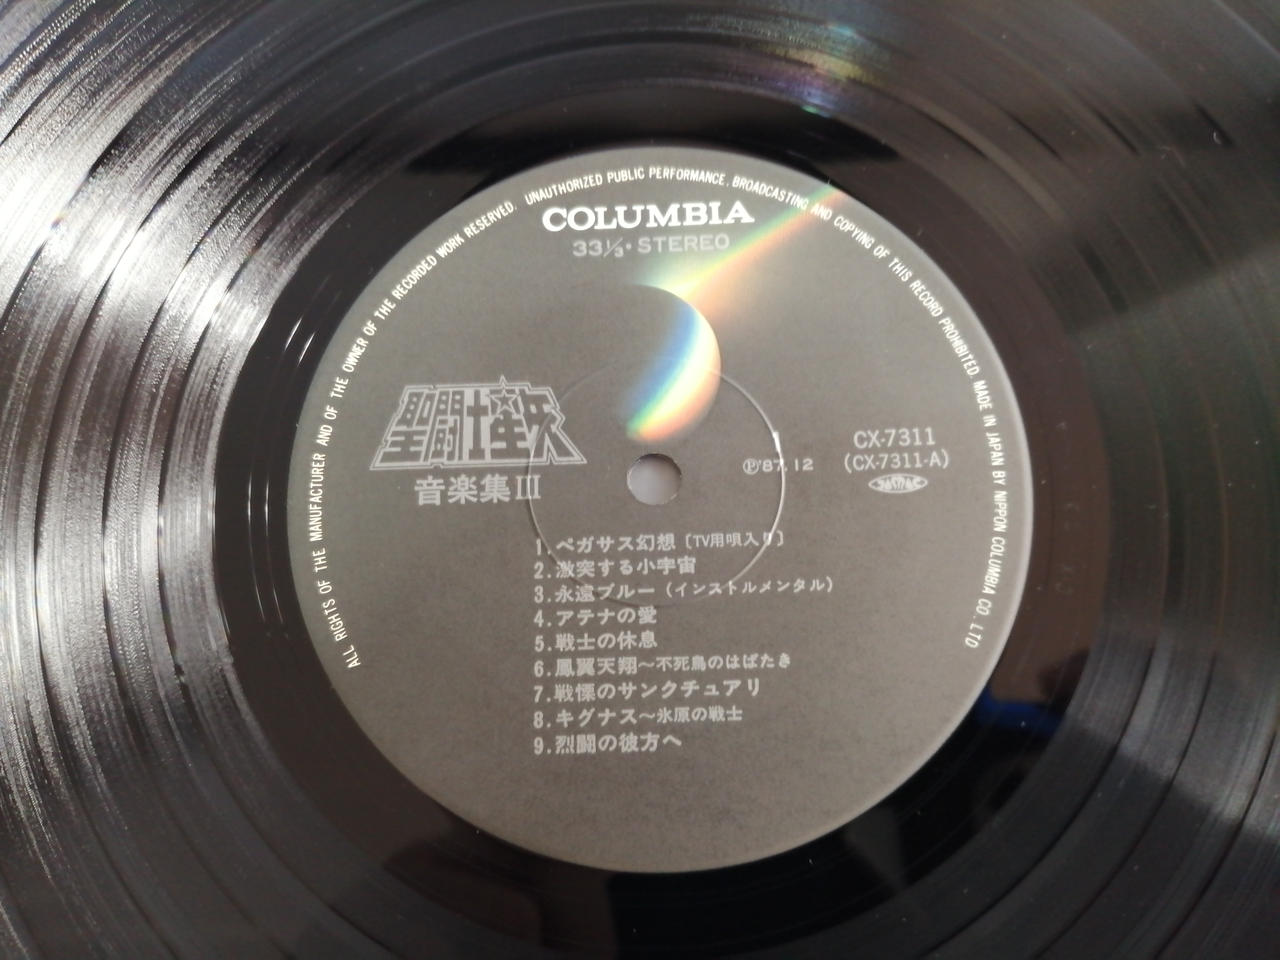 ALL RIGHTS OF THE MANUFACTURER AND OF THE OWNER OF THE RECORDED WORK RESERVED. UNAUTHORIZED PUBLIC PERFORMANCE, BROADCASTING AND COPYING OF THIS RECORD PROHIBITED. MADE IN JAPAN BY NIPPON COLUMBIA CO., LTD
COLUMBIA
33⅓・STEREO
聖闘士星矢
音楽集III
Ⓟ'87.12
CX-7311
(CX-7311-A)
1.ペガサス幻想〔TV用唄入り〕
2.激突する小宇宙
3.永遠ブルー(インストルメンタル)
4.アテナの愛
5.戦士の休息
6.鳳翼天翔〜不死鳥のはばたき
7.戦慄のサンクチュアリ
8.キグナス〜氷原の戦士
9.烈闘の彼方へ